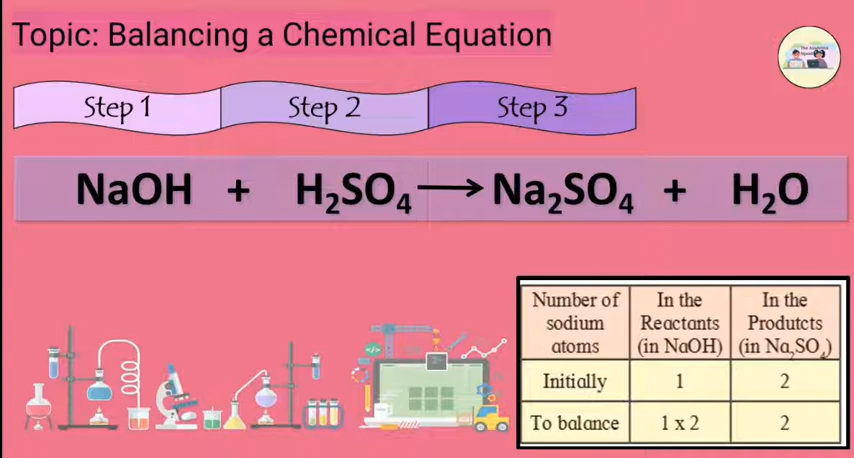 Topic: Balancing a Chemical Equation
Step 1 Step 2 Step 3
NaOH + H₂SO₄ → Na₂SO₄ + H₂O
Number of sodium atoms In the Reactants (in NaOH) In the Produtcts (in Na₂SO₄)
Initially 1 2
To balance 1 x 2 2